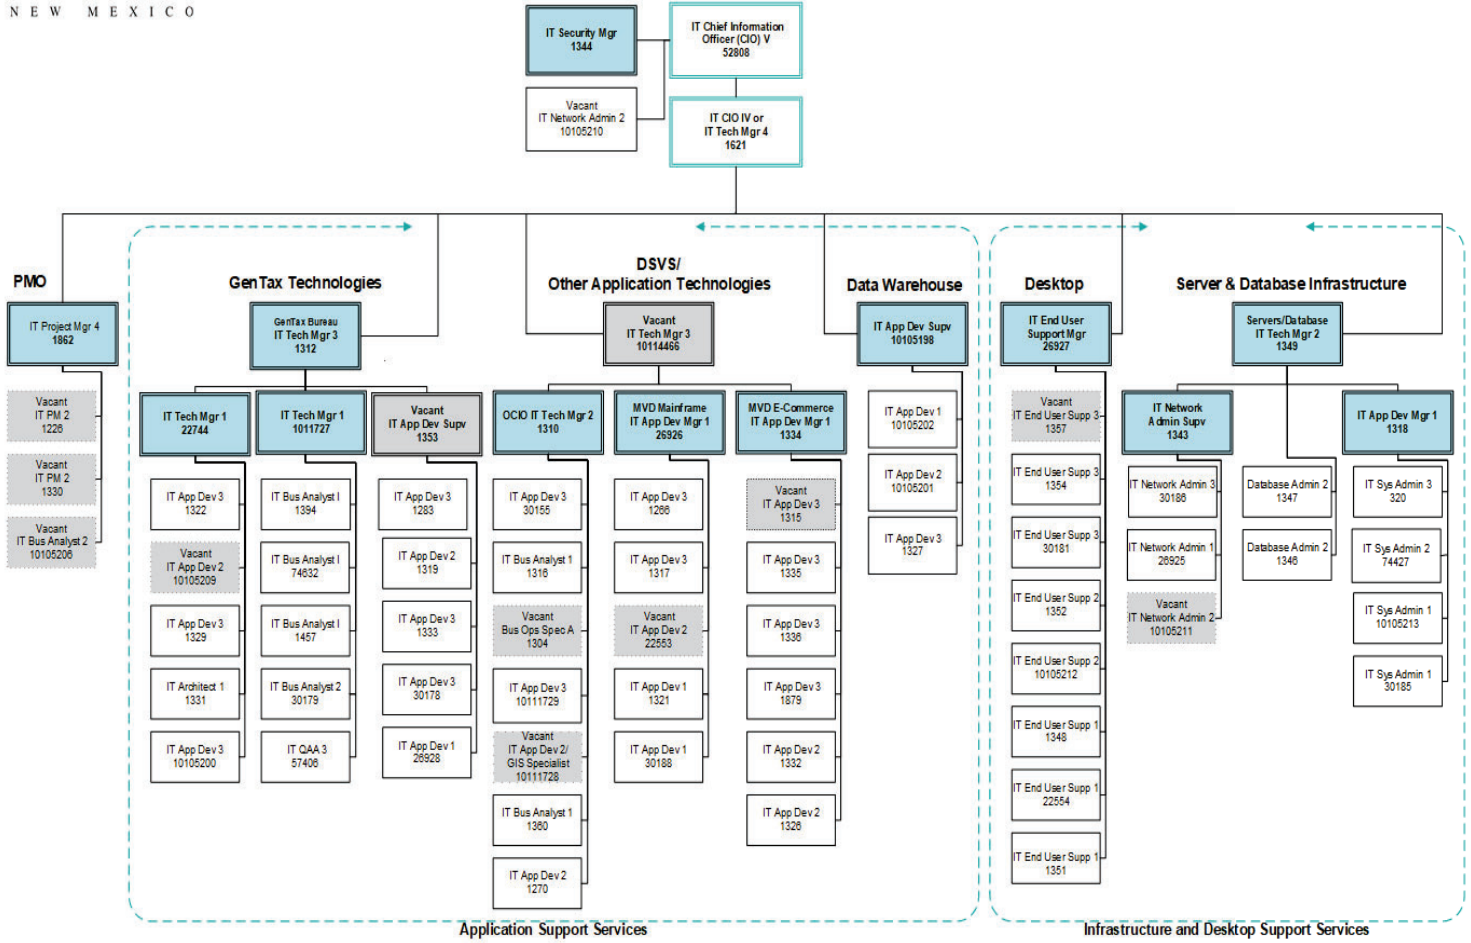 NEW MEXICO
IT Security Mgr
1344
IT Chief Information
Officer (CIO) V
52808
Vacant
IT Network Admin 2
10105210
IT CIO IV or
IT Tech Mgr 4
1621
PMO
IT Project Mgr 4
1862
Vacant
IT PM 2
1226
Vacant
IT PM 2
1330
Vacant
IT Bus Analyst 2
10105206
GenTax Technologies
GenTax Bureau
IT Tech Mgr 3
1312
IT Tech Mgr 1
22744
IT App Dev 3
1322
Vacant
IT App Dev 2
10105209
IT App Dev 3
1329
IT Architect 1
1331
IT App Dev 3
10105200
IT Tech Mgr 1
1011727
IT Bus Analyst I
1394
IT Bus Analyst I
74632
IT Bus Analyst I
1457
IT Bus Analyst 2
30179
IT QAA 3
57406
Vacant
IT App Dev Supv
1353
IT App Dev 3
1283
IT App Dev 2
1319
IT App Dev 3
1333
IT App Dev 3
30178
IT App Dev 1
26928
DSVS/
Other Application Technologies
Vacant
IT Tech Mgr 3
10114466
OCIO IT Tech Mgr 2
1310
IT App Dev 3
30155
IT Bus Analyst 1
1316
Vacant
Bus Ops Spec A
1304
IT App Dev 3
10111729
Vacant
IT App Dev 2/
GIS Specialist
10111728
IT Bus Analyst 1
1360
IT App Dev 2
1270
MVD Mainframe
IT App Dev Mgr 1
26926
IT App Dev 3
1266
IT App Dev 3
1317
Vacant
IT App Dev 2
22553
IT App Dev 1
1321
IT App Dev 1
30188
MVD E-Commerce
IT App Dev Mgr 1
1334
Vacant
IT App Dev 3
1315
IT App Dev 3
1335
IT App Dev 3
1336
IT App Dev 3
1879
IT App Dev 2
1332
IT App Dev 2
1326
Data Warehouse
IT App Dev Supv
10105198
IT App Dev 1
10105202
IT App Dev 2
10105201
IT App Dev 3
1327
Application Support Services
Desktop
IT End User
Support Mgr
26927
Vacant
IT End User Supp 3
1357
IT End User Supp 3
1354
IT End User Supp 3
30181
IT End User Supp 2
1352
IT End User Supp 2
10105212
IT End User Supp 1
1348
IT End User Supp 1
22554
IT End User Supp 1
1351
Server & Database Infrastructure
Servers/Database
IT Tech Mgr 2
1349
IT Network
Admin Supv
1343
IT Network Admin 3
30186
IT Network Admin 1
26925
Vacant
IT Network Admin 2
10105211
Database Admin 2
1347
Database Admin 2
1346
IT App Dev Mgr 1
1318
IT Sys Admin 3
320
IT Sys Admin 2
74427
IT Sys Admin 1
10105213
IT Sys Admin 1
30185
Infrastructure and Desktop Support Services